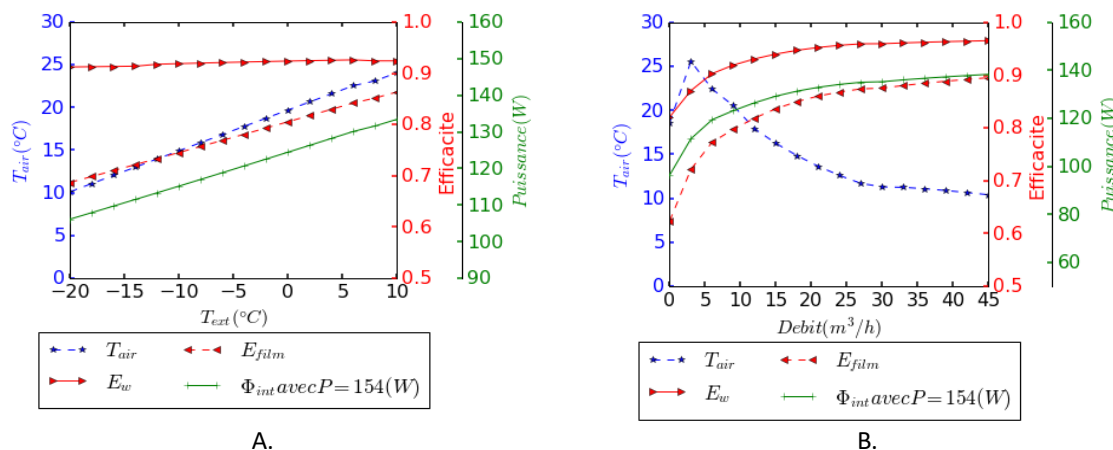 30
25
20
15
10
5
0
T_air(°C)
1.0
0.9
0.8
0.7
0.6
0.5
Efficacite
160
150
140
130
120
110
100
90
Puissance(W)
−20 −15 −10 −5 0 5 10
T_ext(°C)
T_air E_film
E_w Φ_int avec P = 154(W)
A.
30
25
20
15
10
5
0
T_air(°C)
1.0
0.9
0.8
0.7
0.6
0.5
Efficacite
160
140
120
100
80
60
Puissance(W)
0 5 10 15 20 25 30 35 40 45
Debit(m³/h)
T_air E_film
E_w Φ_int avec P = 154(W)
B.